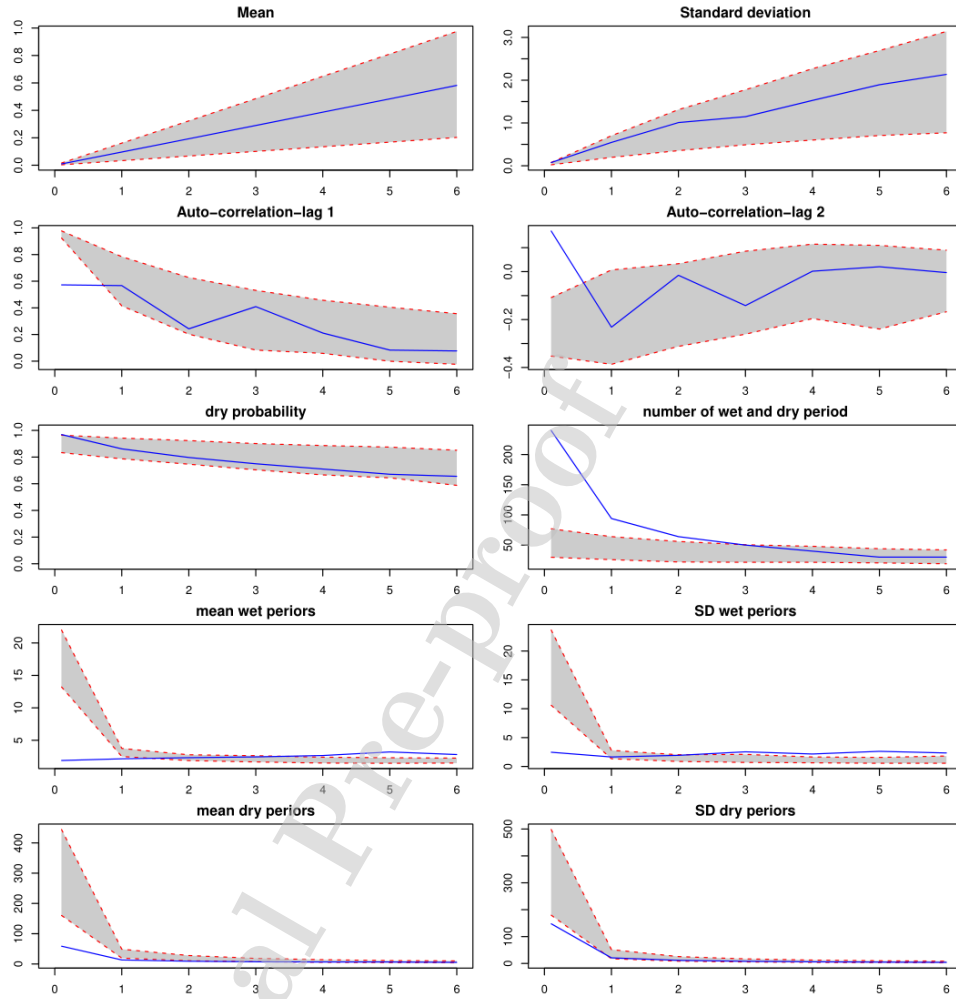 Mean
Standard deviation
0.0 0.2 0.4 0.6 0.8 1.0
0 1 2 3 4 5 6
0.0 1.0 2.0 3.0
0 1 2 3 4 5 6
Auto−correlation−lag 1
Auto−correlation−lag 2
0.0 0.2 0.4 0.6 0.8 1.0
0 1 2 3 4 5 6
−0.4 −0.2 0.0
0 1 2 3 4 5 6
dry probability
number of wet and dry period
0.0 0.2 0.4 0.6 0.8 1.0
0 1 2 3 4 5 6
50 100 150 200
0 1 2 3 4 5 6
mean wet periors
SD wet periors
5 10 15 20
0 1 2 3 4 5 6
0 5 10 15 20
0 1 2 3 4 5 6
mean dry periors
SD dry periors
0 100 200 300 400
0 1 2 3 4 5 6
0 100 200 300 500
0 1 2 3 4 5 6
al Pre-proof